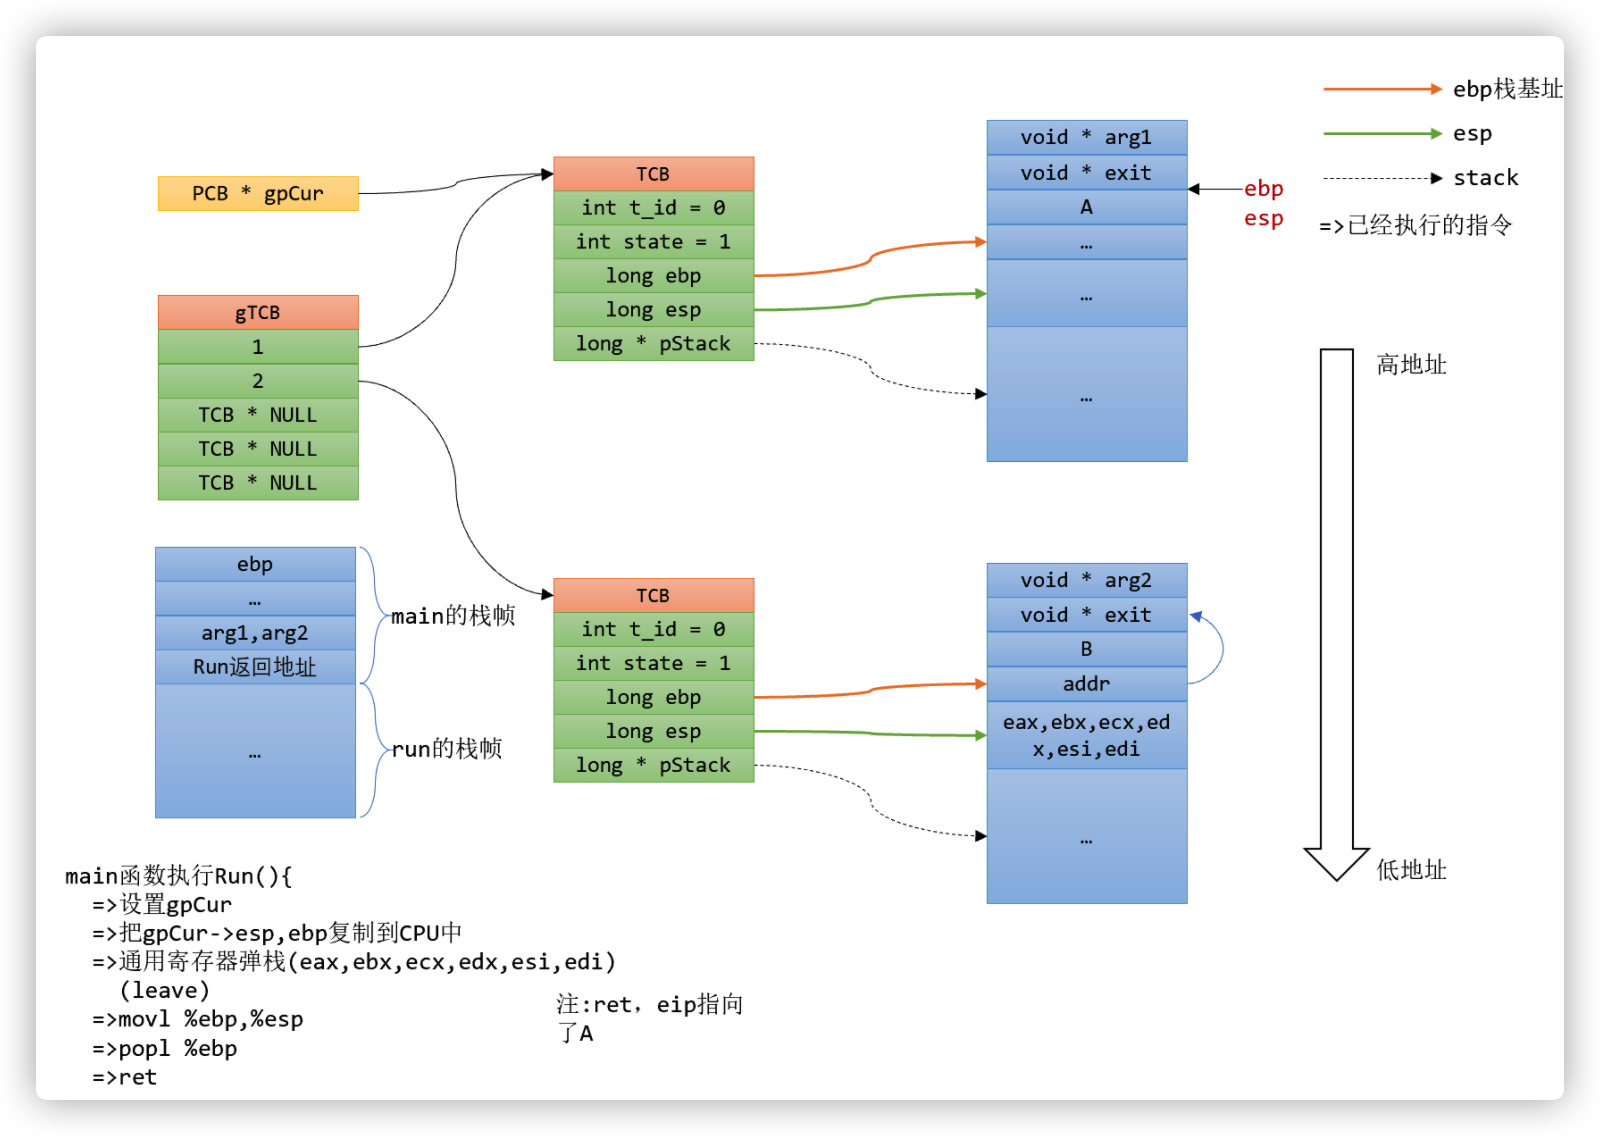 PCB * gpCur
gTCB
1
2
TCB * NULL
TCB * NULL
TCB * NULL
ebp
…
arg1,arg2
Run返回地址
…
main的栈帧
run的栈帧
TCB
int t_id = 0
int state = 1
long ebp
long esp
long * pStack
TCB
int t_id = 0
int state = 1
long ebp
long esp
long * pStack
void * arg1
void * exit
A
…
…
…
ebp
esp
void * arg2
void * exit
B
addr
eax,ebx,ecx,ed
x,esi,edi
…
ebp栈基址
esp
stack
=>已经执行的指令
高地址
低地址
main函数执行Run(){
=>设置gpCur
=>把gpCur->esp,ebp复制到CPU中
=>通用寄存器弹栈(eax,ebx,ecx,edx,esi,edi)
(leave)
=>movl %ebp,%esp
=>popl %ebp
=>ret
注:ret，eip指向
了A